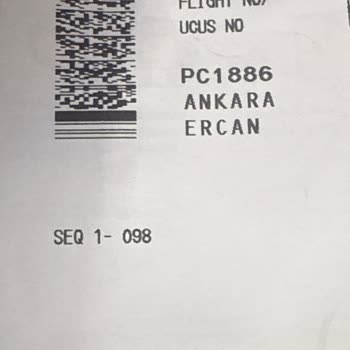 FLIGHT NO/
UCUS NO
PC1886
ANKARA
ERCAN
SEQ 1- 098